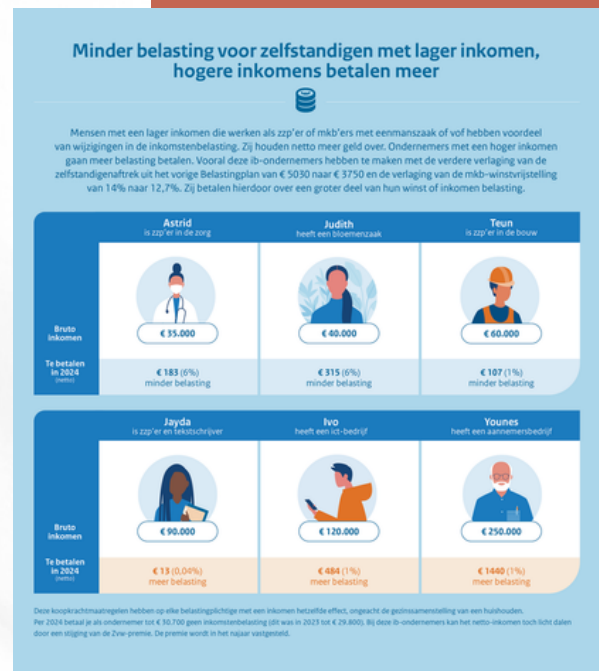 Minder belasting voor zelfstandigen met lager inkomen,
hogere inkomens betalen meer
Mensen met een lager inkomen die werken als zzp'er of mkb'ers met eenmanszaak of vof hebben voordeel
van wijzigingen in de inkomstenbelasting. Zij houden netto meer geld over. Ondernemers met een hoger inkomen
gaan meer belasting betalen. Vooral deze ib-ondernemers hebben te maken met de verdere verlaging van de
zelfstandigenaftrek uit het vorige Belastingplan van € 5030 naar € 3750 en de verlaging van de mkb-winstvrijstelling
van 14% naar 12,7%. Zij betalen hierdoor over een groter deel van hun winst of inkomen belasting.
Astrid
is zzp'er in de zorg
Judith
heeft een bloemenzaak
Teun
is zzp'er in de bouw
Bruto
inkomen
€ 35.000
€ 40.000
€ 60.000
Te betalen
in 2024
(netto)
€ 183 (6%)
minder belasting
€ 315 (6%)
minder belasting
€ 107 (1%)
minder belasting
Jayda
is zzp'er en tekstschrijver
Ivo
heeft een ict-bedrijf
Younes
heeft een aannemersbedrijf
Bruto
inkomen
€ 90.000
€ 120.000
€ 250.000
Te betalen
in 2024
(netto)
€ 13 (0,04%)
meer belasting
€ 484 (1%)
meer belasting
€ 1440 (1%)
meer belasting
Deze koopkrachtmaatregelen hebben op elke belastingplichtige met een inkomen hetzelfde effect, ongeacht de gezinssamenstelling van een huishouden.
Per 2024 betaal je als ondernemer tot € 30.700 geen inkomstenbelasting (dit was in 2023 tot € 29.800). Bij deze ib-ondernemers kan het netto-inkomen toch licht dalen
door een stijging van de Zvw-premie. De premie wordt in het najaar vastgesteld.